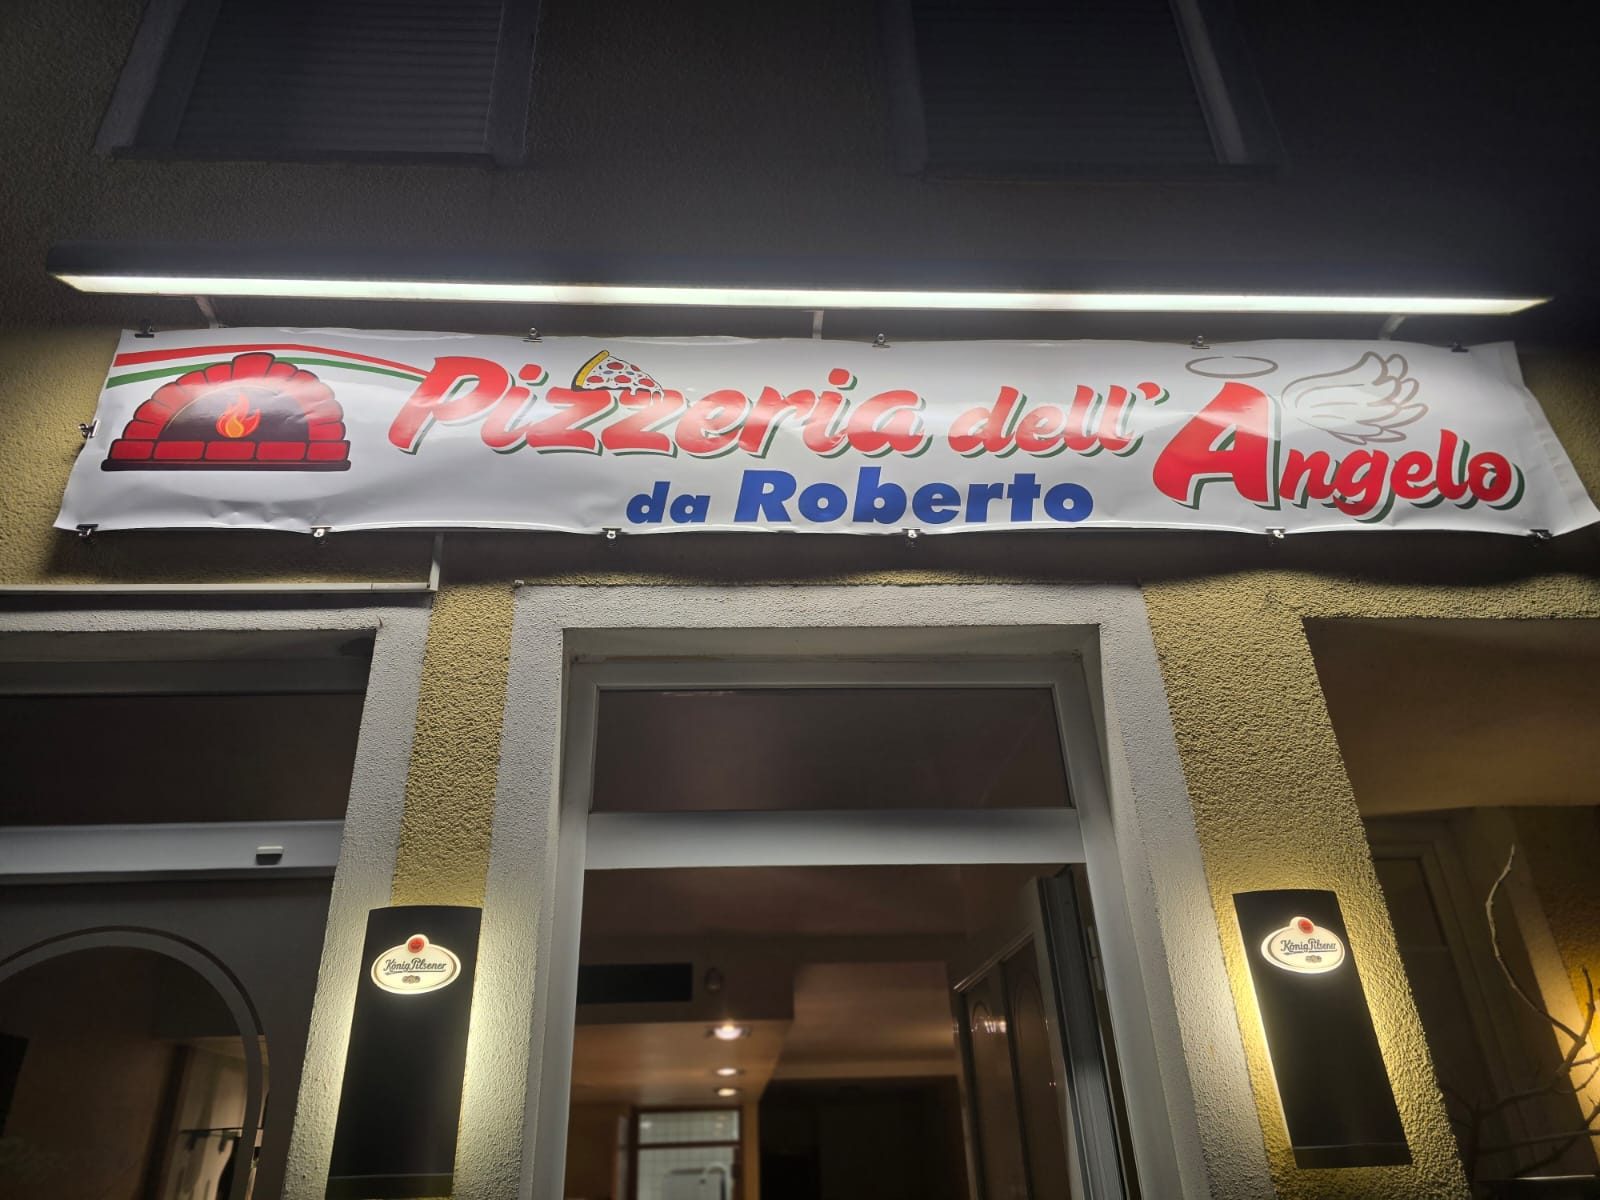 Pizzeria dell'Angelo
da Roberto
König Pilsener
König Pilsener